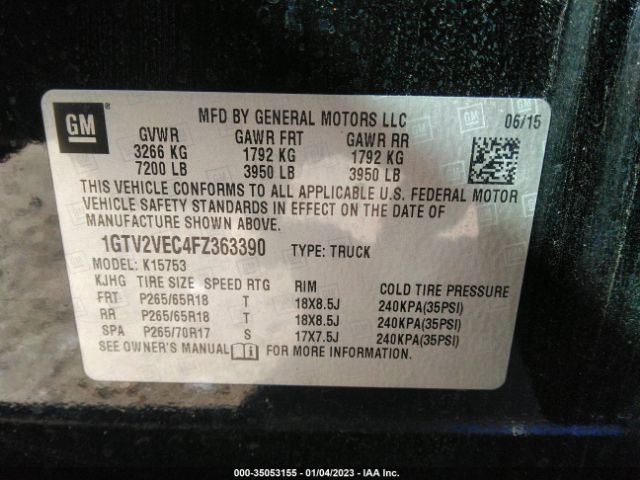 GM ®
MFD BY GENERAL MOTORS LLC 06/15
GVWR GAWR FRT GAWR RR
3266 KG 1792 KG 1792 KG
7200 LB 3950 LB 3950 LB
THIS VEHICLE CONFORMS TO ALL APPLICABLE U.S. FEDERAL MOTOR
VEHICLE SAFETY STANDARDS IN EFFECT ON THE DATE OF
MANUFACTURE SHOWN ABOVE.
1GTV2VEC4FZ363390 TYPE: TRUCK
MODEL: K15753
KJHG TIRE SIZE SPEED RTG RIM COLD TIRE PRESSURE
FRT P265/65R18 T 18X8.5J 240KPA(35PSI)
RR P265/65R18 T 18X8.5J 240KPA(35PSI)
SPA P265/70R17 S 17X7.5J 240KPA(35PSI)
SEE OWNER'S MANUAL FOR MORE INFORMATION.
000-35053155 - 01/04/2023 - IAA Inc.